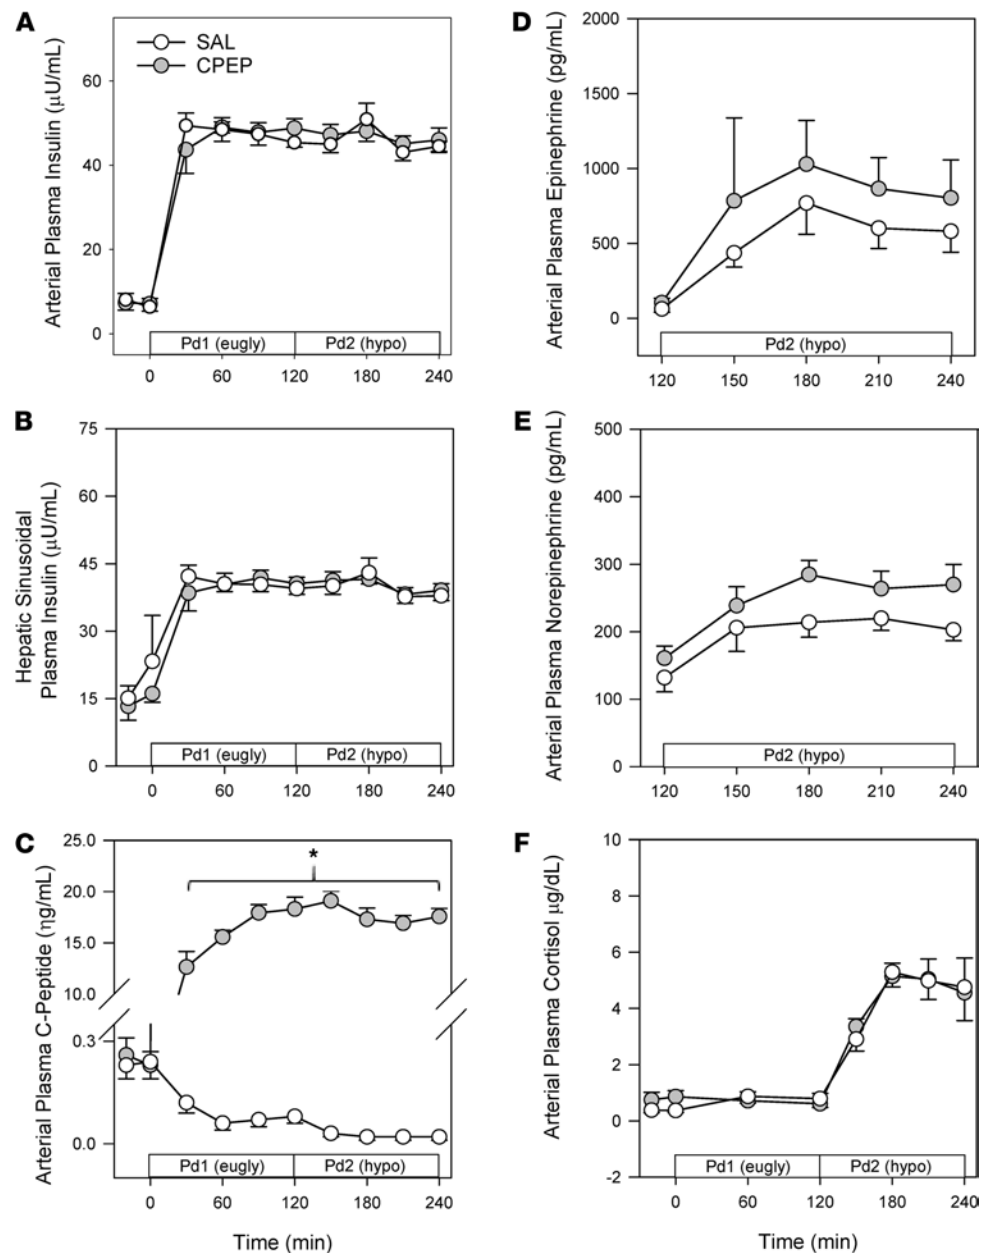 A
SAL
CPEP
Arterial Plasma Insulin (μU/mL)
60
40
20
0
Pd1 (eugly)
Pd2 (hypo)
0
60
120
180
240
B
Hepatic Sinusoidal
Plasma Insulin (μU/mL)
75
60
45
30
15
0
Pd1 (eugly)
Pd2 (hypo)
0
60
120
180
240
C
Arterial Plasma C-Peptide (ηg/mL)
25.0
20.0
15.0
10.0
0.3
0.0
*
Pd1 (eugly)
Pd2 (hypo)
0
60
120
180
240
Time (min)
D
Arterial Plasma Epinephrine (pg/mL)
2000
1500
1000
500
0
Pd2 (hypo)
120
150
180
210
240
E
Arterial Plasma Norepinephrine (pg/mL)
500
400
300
200
100
0
Pd2 (hypo)
120
150
180
210
240
F
Arterial Plasma Cortisol μg/dL)
10
8
6
4
2
0
-2
Pd1 (eugly)
Pd2 (hypo)
0
60
120
180
240
Time (min)